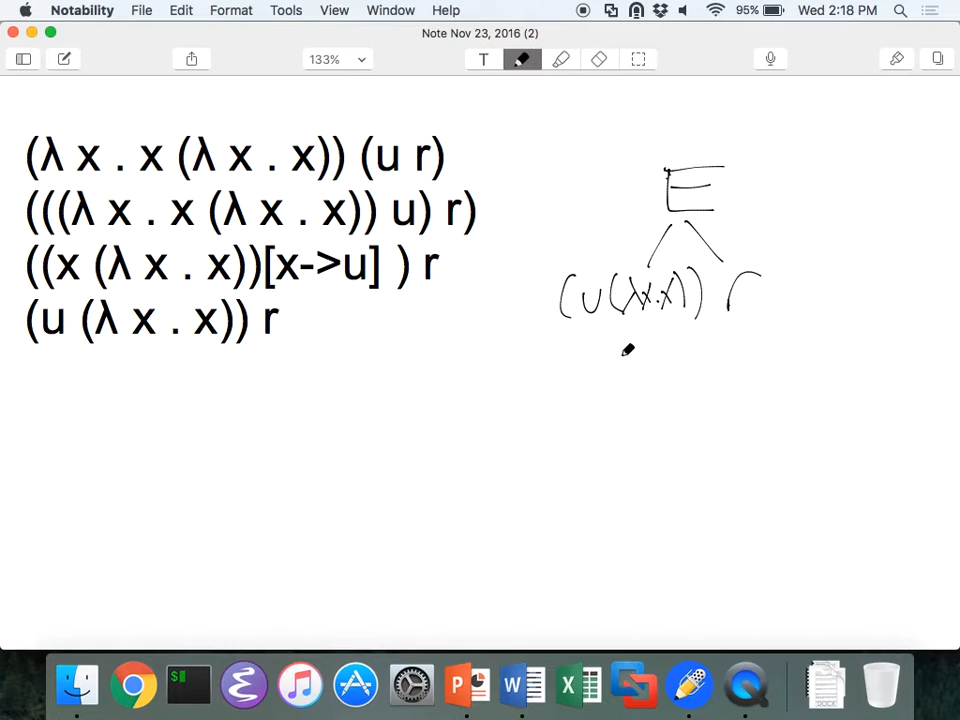 Notability File Edit Format Tools View Window Help 95% Wed 2:18 PM
Note Nov 23, 2016 (2)
133% T
(λ x . x (λ x . x)) (u r)
(((λ x . x (λ x . x)) u) r)
((x (λ x . x))[x->u] ) r
(u (λ x . x)) r
E
(u(λx.x)) r
$
P W X
DOCX